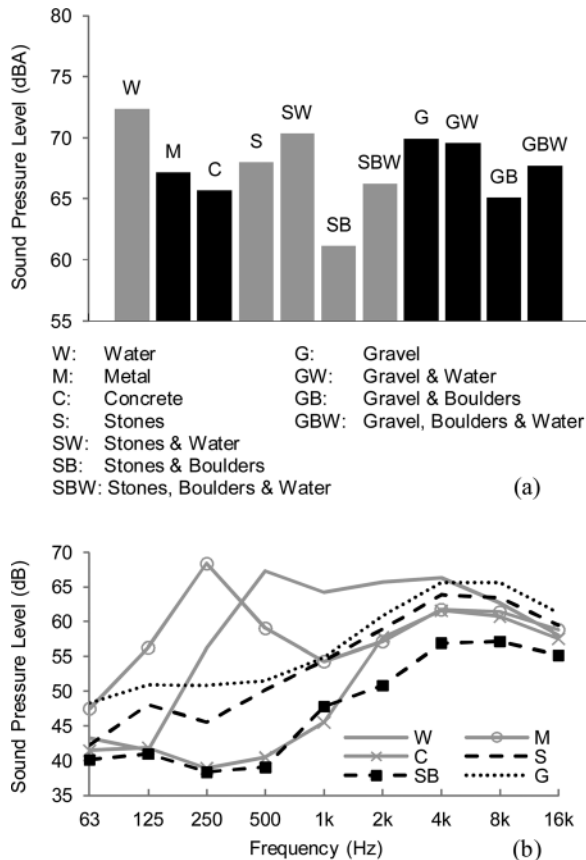 80
75
70
65
60
55
Sound Pressure Level (dBA)
W
M
C
S
SW
SB
SBW
G
GW
GB
GBW
W: Water
M: Metal
C: Concrete
S: Stones
SW: Stones & Water
SB: Stones & Boulders
SBW: Stones, Boulders & Water
G: Gravel
GW: Gravel & Water
GB: Gravel & Boulders
GBW: Gravel, Boulders & Water
(a)
70
65
60
55
50
45
40
35
Sound Pressure Level (dB)
W M
C S
SB G
63 125 250 500 1k 2k 4k 8k 16k
Frequency (Hz)
(b)